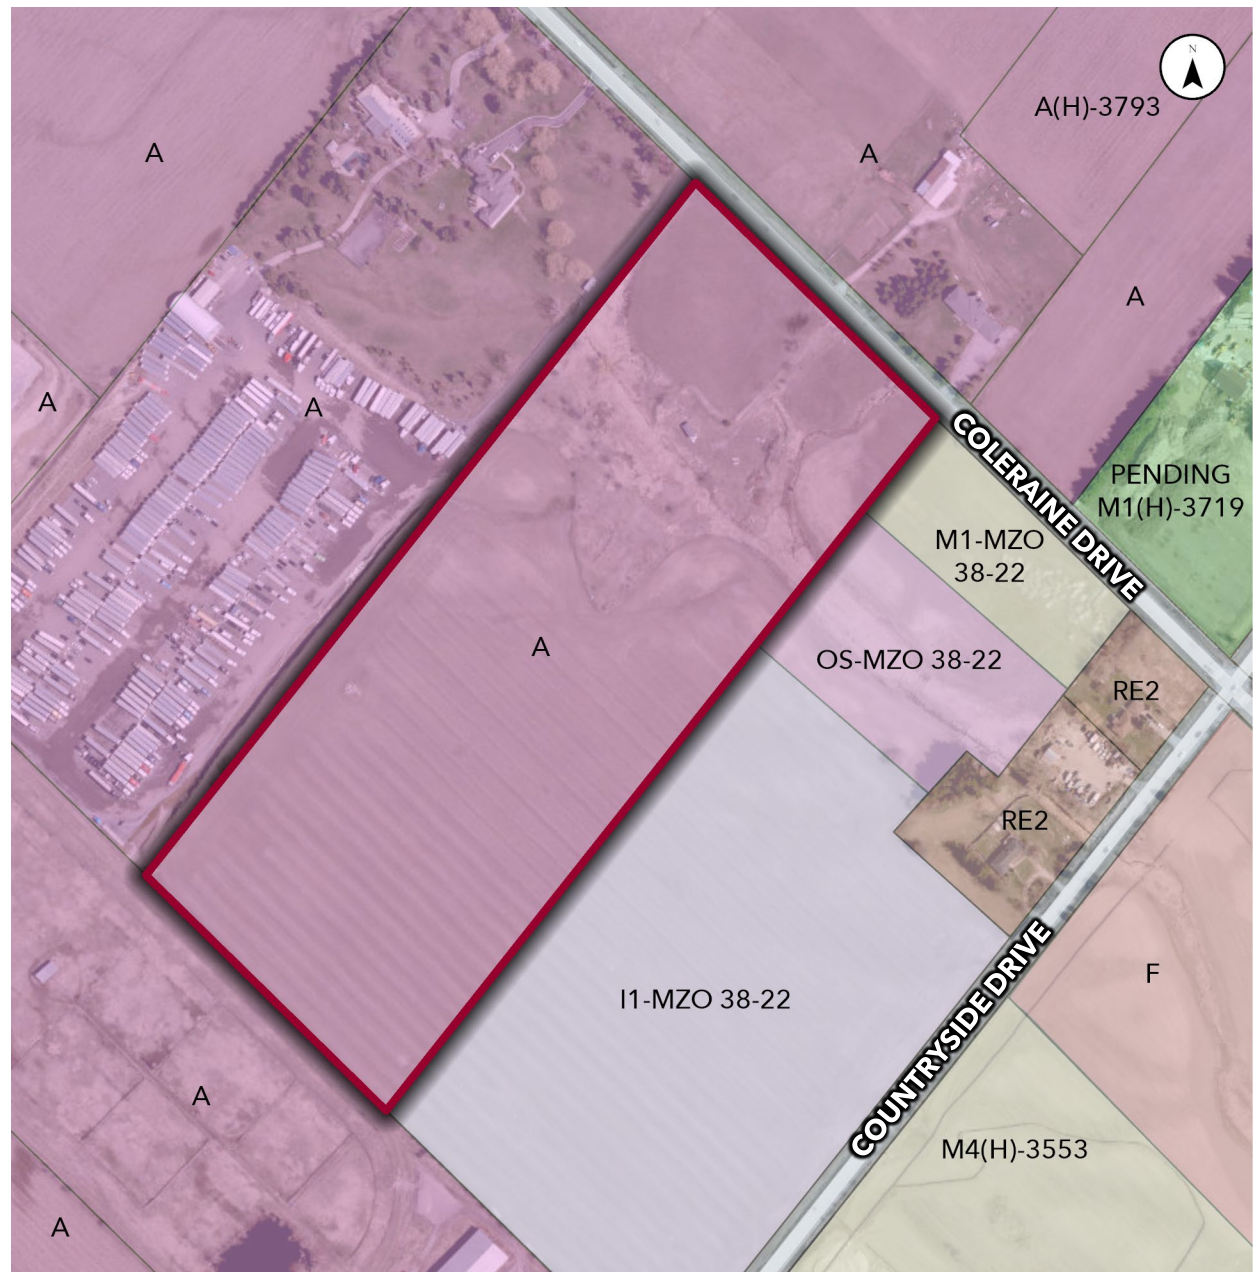 N
A(H)-3793
A
A
A
A
A
COLERAINE DRIVE
PENDING
M1(H)-3719
M1-MZO
38-22
A
OS-MZO 38-22
RE2
RE2
COUNTRYSIDE DRIVE
F
I1-MZO 38-22
A
M4(H)-3553
A